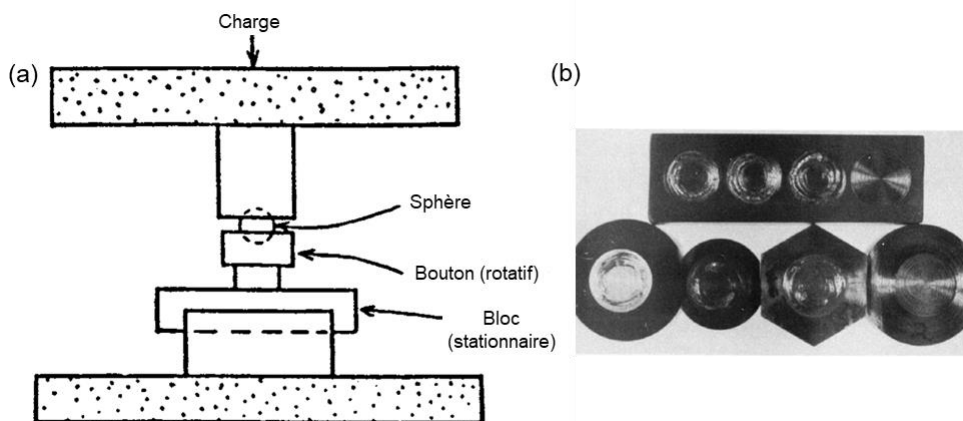 Charge
(a)
(b)
Sphère
Bouton (rotatif)
Bloc
(stationnaire)